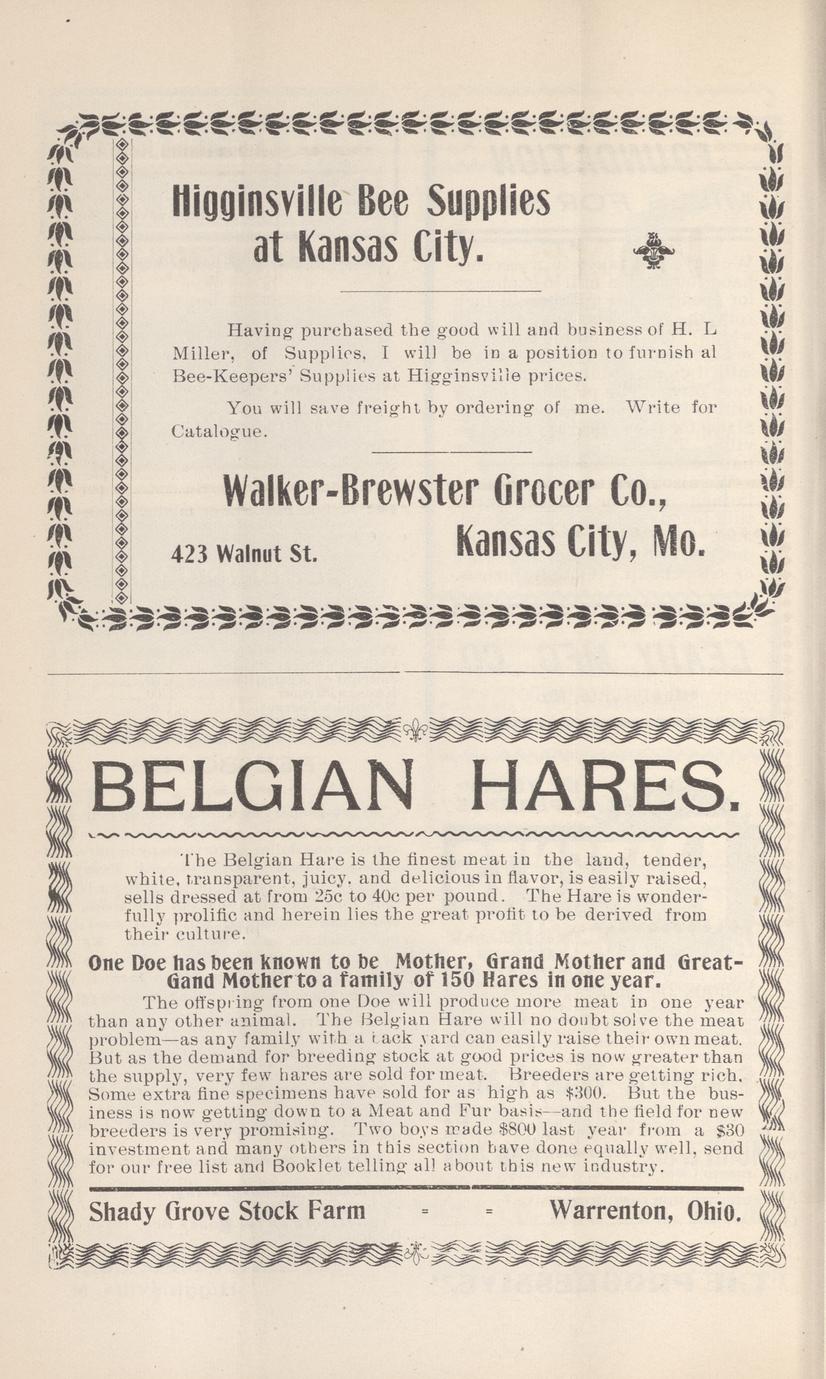 Higginsville Bee Supplies
at Kansas City.
Having purchased the good will and business of H. L
Miller, of Supplies, I will be in a position to furnish al
Bee-Keepers' Supplies at Higginsville prices.
You will save freight by ordering of me. Write for
Catalogue.
Walker-Brewster Grocer Co.,
423 Walnut St. Kansas City, Mo.
BELGIAN HARES.
The Belgian Hare is the finest meat in the land, tender,
white, transparent, juicy, and delicious in flavor, is easily raised,
sells dressed at from 25c to 40c per pound. The Hare is wonder-
fully prolific and herein lies the great profit to be derived from
their culture.
One Doe has been known to be Mother, Grand Mother and Great-
Gand Mother to a family of 150 Hares in one year.
The offspring from one Doe will produce more meat in one year
than any other animal. The Belgian Hare will no doubt solve the meat
problem—as any family with a tack yard can easily raise their own meat.
But as the demand for breeding stock at good prices is now greater than
the supply, very few hares are sold for meat. Breeders are getting rich.
Some extra fine specimens have sold for as high as $300. But the bus-
iness is now getting down to a Meat and Fur basis—and the field for new
breeders is very promising. Two boys made $800 last year from a $30
investment and many others in this section have done equally well, send
for our free list and Booklet telling all about this new industry.
Shady Grove Stock Farm = = Warrenton, Ohio.